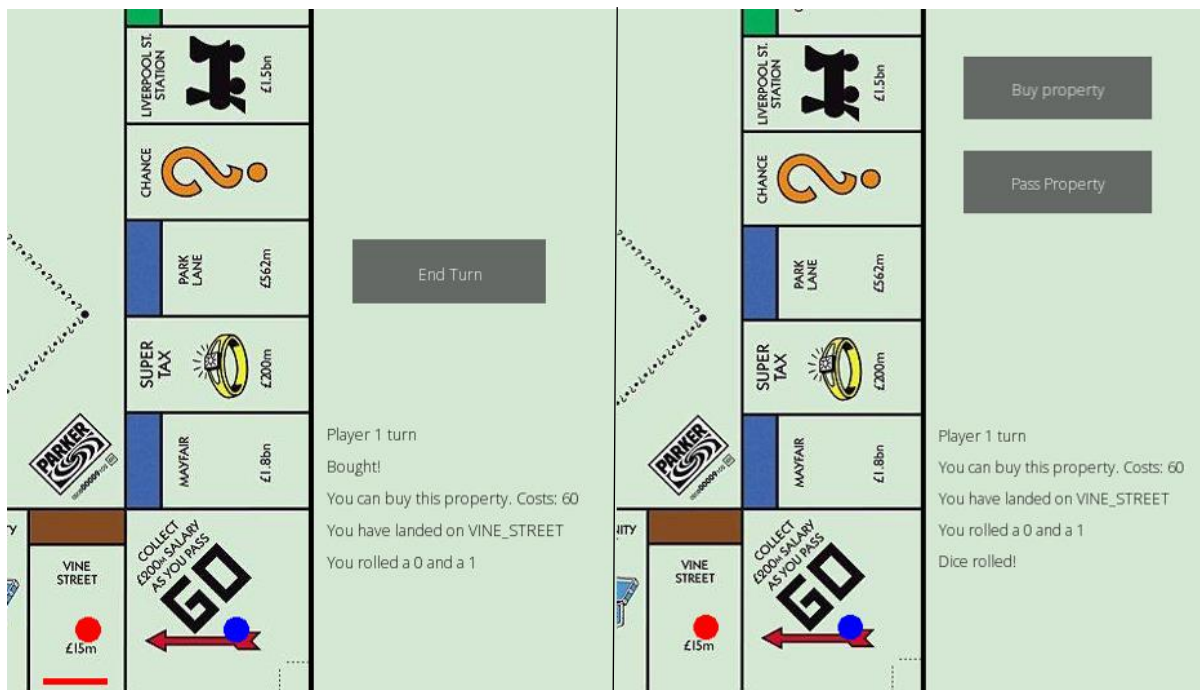 LIVERPOOL ST.
STATION
£1.5bn
CHANCE
PARK
LANE
£562m
SUPER
TAX
£200m
PARKER
MAYFAIR
£1.8bn
VINE
STREET
£15m
COLLECT
£200M SALARY
AS YOU PASS
GO
End Turn
Player 1 turn
Bought!
You can buy this property. Costs: 60
You have landed on VINE_STREET
You rolled a 0 and a 1
LIVERPOOL ST.
STATION
£1.5bn
CHANCE
PARK
LANE
£562m
SUPER
TAX
£200m
PARKER
MAYFAIR
£1.8bn
VINE
STREET
£15m
COLLECT
£200M SALARY
AS YOU PASS
GO
Buy property
Pass Property
Player 1 turn
You can buy this property. Costs: 60
You have landed on VINE_STREET
You rolled a 0 and a 1
Dice rolled!